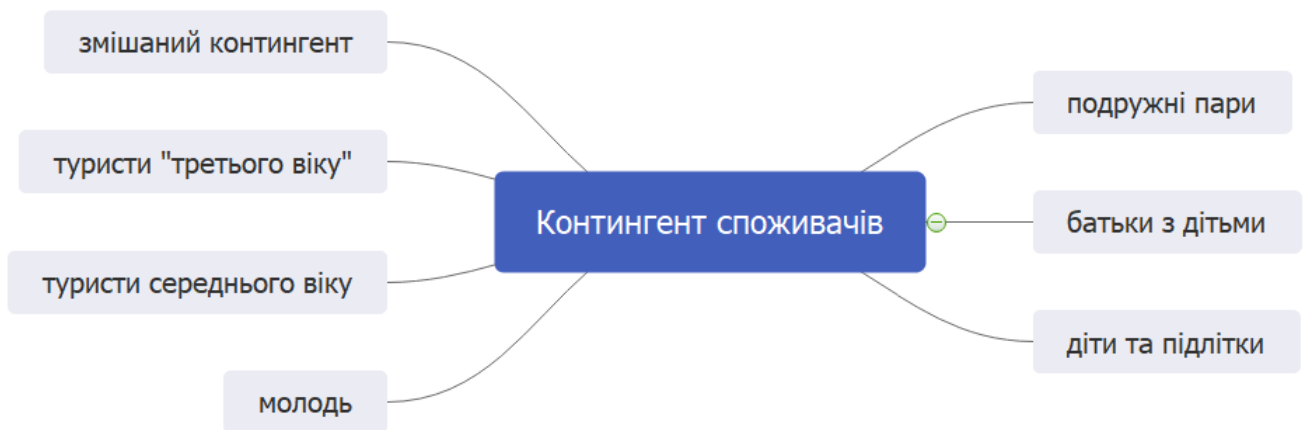 змішаний контингент
туристи "третього віку"
туристи середнього віку
молодь
Контингент споживачів
подружні пари
батьки з дітьми
діти та підлітки